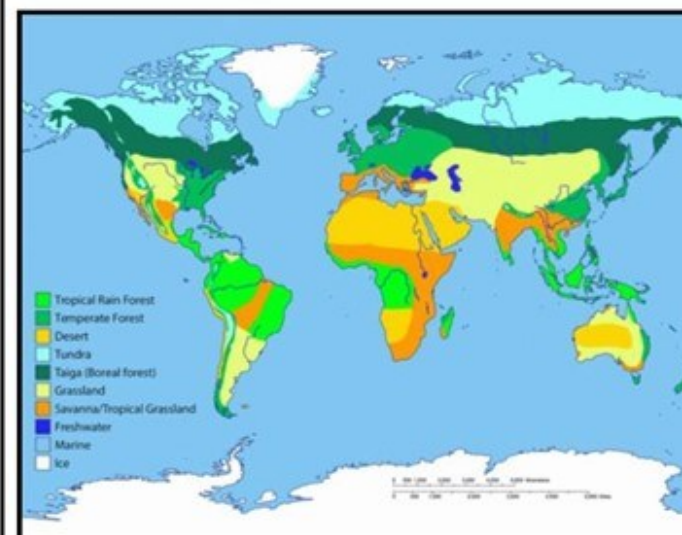 Tropical Rain Forest
Temperate Forest
Desert
Tundra
Taiga (Boreal forest)
Grassland
Savanna/Tropical Grassland
Freshwater
Marine
Ice